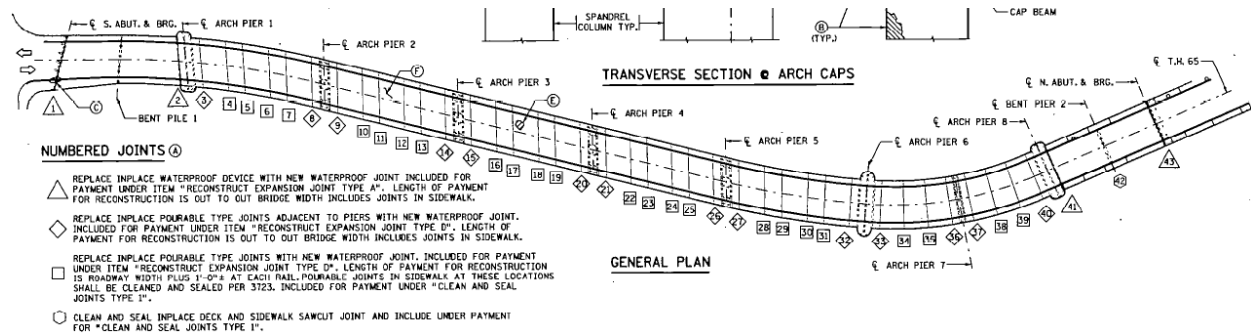 ℄ S. ABUT. & BRG.
℄ ARCH PIER 1
℄ ARCH PIER 2
℄ ARCH PIER 3
℄ ARCH PIER 4
℄ ARCH PIER 5
℄ ARCH PIER 6
℄ ARCH PIER 7
℄ ARCH PIER 8
℄ BENT PIER 2
℄ N. ABUT. & BRG.
℄ T.H. 65
SPANDREL
COLUMN TYP.
B
(TYP.)
CAP BEAM
TRANSVERSE SECTION @ ARCH CAPS
C
BENT PILE 1
F
E
1 2 3 4 5 6 7 8 9 10 11 12 13 14 15 16 17 18 19 20 21 22 23 24 25 26 27 28 29 30 31 32 33 34 35 36 37 38 39 40 41 42 43
GENERAL PLAN
NUMBERED JOINTS A
REPLACE INPLACE WATERPROOF DEVICE WITH NEW WATERPROOF JOINT INCLUDED FOR
PAYMENT UNDER ITEM "RECONSTRUCT EXPANSION JOINT TYPE A". LENGTH OF PAYMENT
FOR RECONSTRUCTION IS OUT TO OUT BRIDGE WIDTH INCLUDES JOINTS IN SIDEWALK.
REPLACE INPLACE POURABLE TYPE JOINTS ADJACENT TO PIERS WITH NEW WATERPROOF JOINT.
INCLUDED FOR PAYMENT UNDER ITEM "RECONSTRUCT EXPANSION JOINT TYPE D". LENGTH OF
PAYMENT FOR RECONSTRUCTION IS OUT TO OUT BRIDGE WIDTH INCLUDES JOINTS IN SIDEWALK.
REPLACE INPLACE POURABLE TYPE JOINTS WITH NEW WATERPROOF JOINT. INCLUDED FOR PAYMENT
UNDER ITEM "RECONSTRUCT EXPANSION JOINT TYPE D". LENGTH OF PAYMENT FOR RECONSTRUCTION
IS ROADWAY WIDTH PLUS 1'-0"± AT EACH RAIL. POURABLE JOINTS IN SIDEWALK AT THESE LOCATIONS
SHALL BE CLEANED AND SEALED PER 3723. INCLUDED FOR PAYMENT UNDER "CLEAN AND SEAL
JOINTS TYPE 1".
CLEAN AND SEAL INPLACE DECK AND SIDEWALK SAWCUT JOINT AND INCLUDE UNDER PAYMENT
FOR "CLEAN AND SEAL JOINTS TYPE 1".